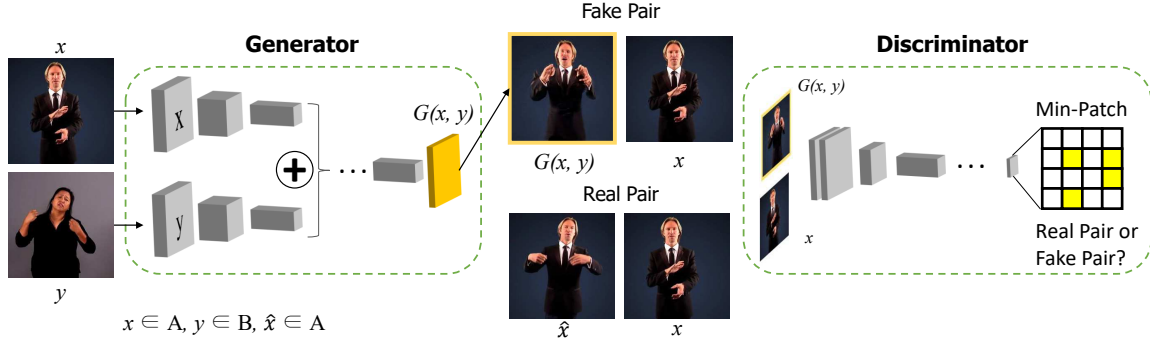 Fake Pair
x
Generator
Discriminator
G(x, y)
Min-Patch
x
G(x, y)
G(x, y)
x
Real Pair
y
x
Real Pair or
Fake Pair?
y
x̂
x
x ∈ A, y ∈ B, x̂ ∈ A